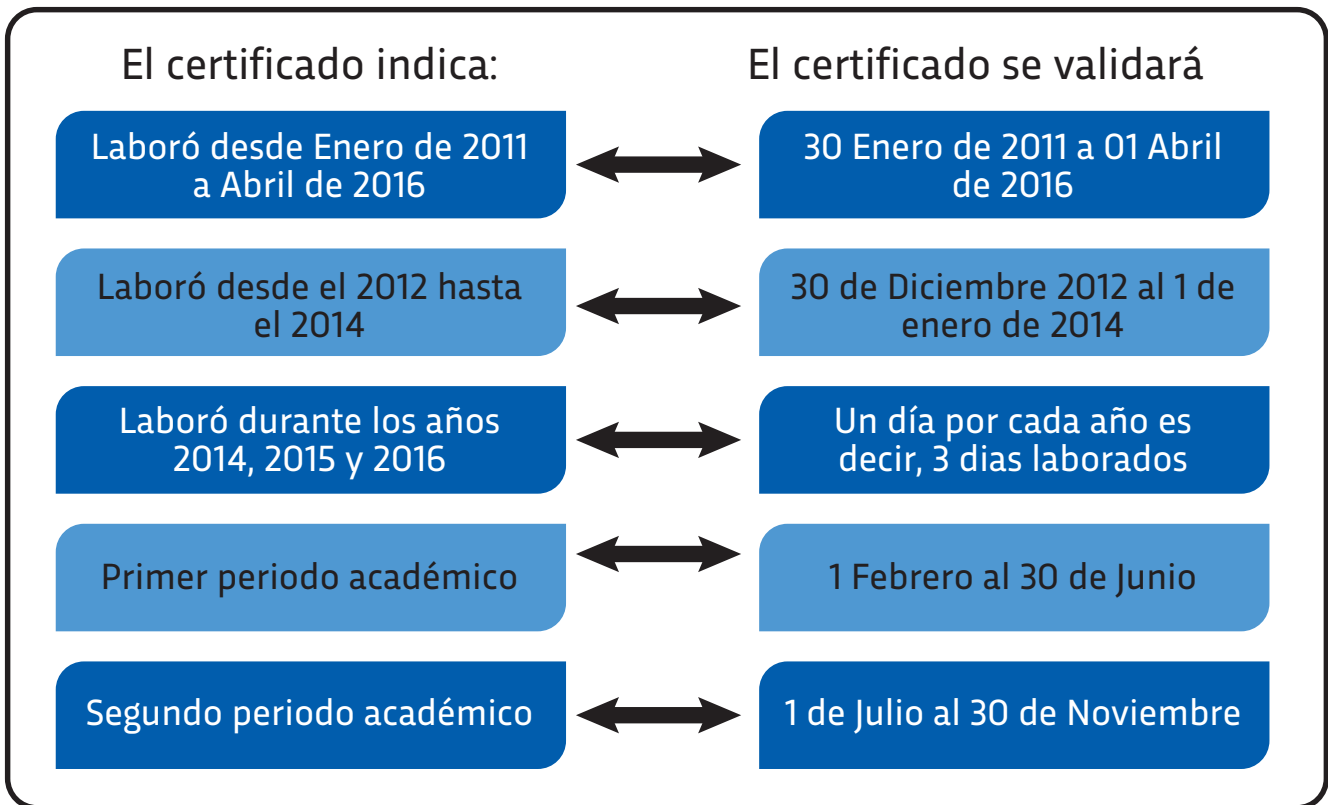 El certificado indica:
El certificado se validará
Laboró desde Enero de 2011
a Abril de 2016
30 Enero de 2011 a 01 Abril
de 2016
Laboró desde el 2012 hasta
el 2014
30 de Diciembre 2012 al 1 de
enero de 2014
Laboró durante los años
2014, 2015 y 2016
Un día por cada año es
decir, 3 dias laborados
Primer periodo académico
1 Febrero al 30 de Junio
Segundo periodo académico
1 de Julio al 30 de Noviembre